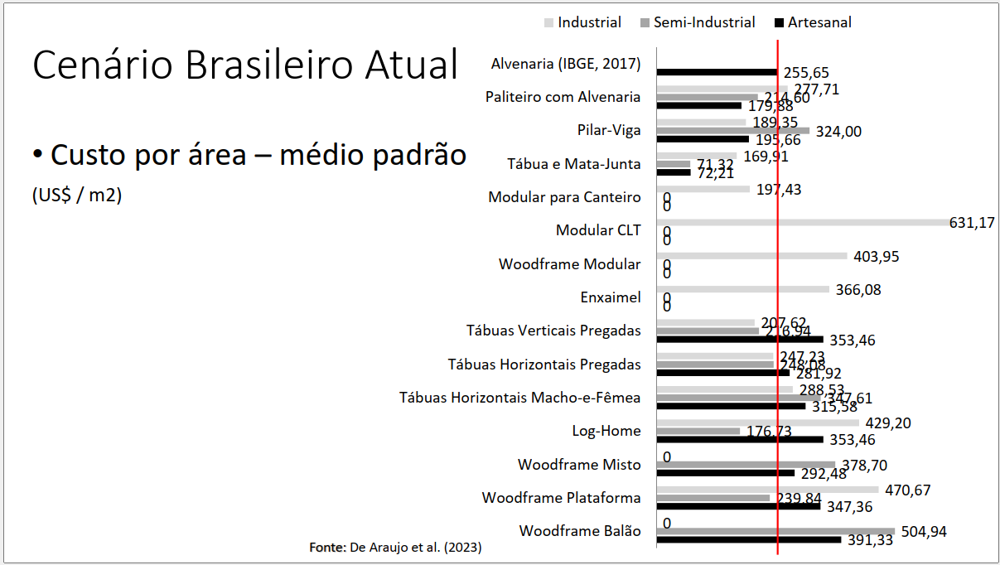 Industrial Semi-Industrial Artesanal
Cenário Brasileiro Atual
• Custo por área – médio padrão
(US$ / m2)
Alvenaria (IBGE, 2017)
255,65
Paliteiro com Alvenaria
277,71
214,60
179,88
Pilar-Viga
189,35
324,00
195,66
Tábua e Mata-Junta
169,91
71,32
72,21
Modular para Canteiro
197,43
0
0
Modular CLT
631,17
0
0
Woodframe Modular
403,95
0
0
Enxaimel
366,08
0
0
Tábuas Verticais Pregadas
207,62
216,94
353,46
Tábuas Horizontais Pregadas
247,23
248,08
281,92
Tábuas Horizontais Macho-e-Fêmea
288,53
347,61
315,58
Log-Home
429,20
176,73
353,46
Woodframe Misto
0
378,70
292,48
Woodframe Plataforma
470,67
239,84
347,36
Woodframe Balão
0
504,94
391,33
Fonte: De Araujo et al. (2023)